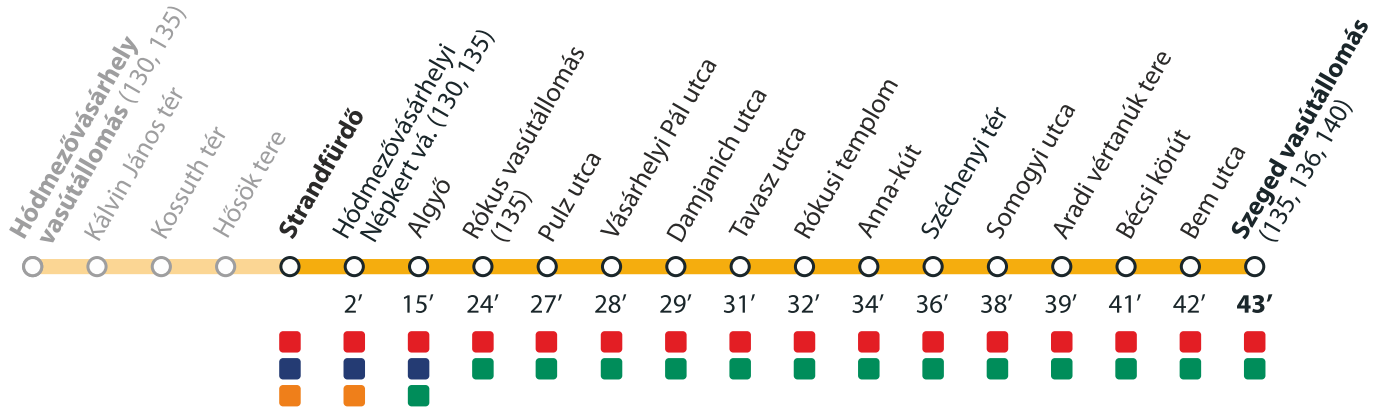 Hódmezővásárhely
vasútállomás (130, 135)
Kálvin János tér
Kossuth tér
Hősök tere
Strandfürdő
Hódmezővásárhelyi
Népkert vá. (130, 135)
Algyő
Rókus vasútállomás
(135)
Pulz utca
Vásárhelyi Pál utca
Damjanich utca
Tavasz utca
Rókusi templom
Anna-kút
Széchenyi tér
Somogyi utca
Aradi vértanúk tere
Bécsi körút
Bem utca
Szeged vasútállomás
(135, 136, 140)
2’ 15’ 24’ 27’ 28’ 29’ 31’ 32’ 34’ 36’ 38’ 39’ 41’ 42’ 43’